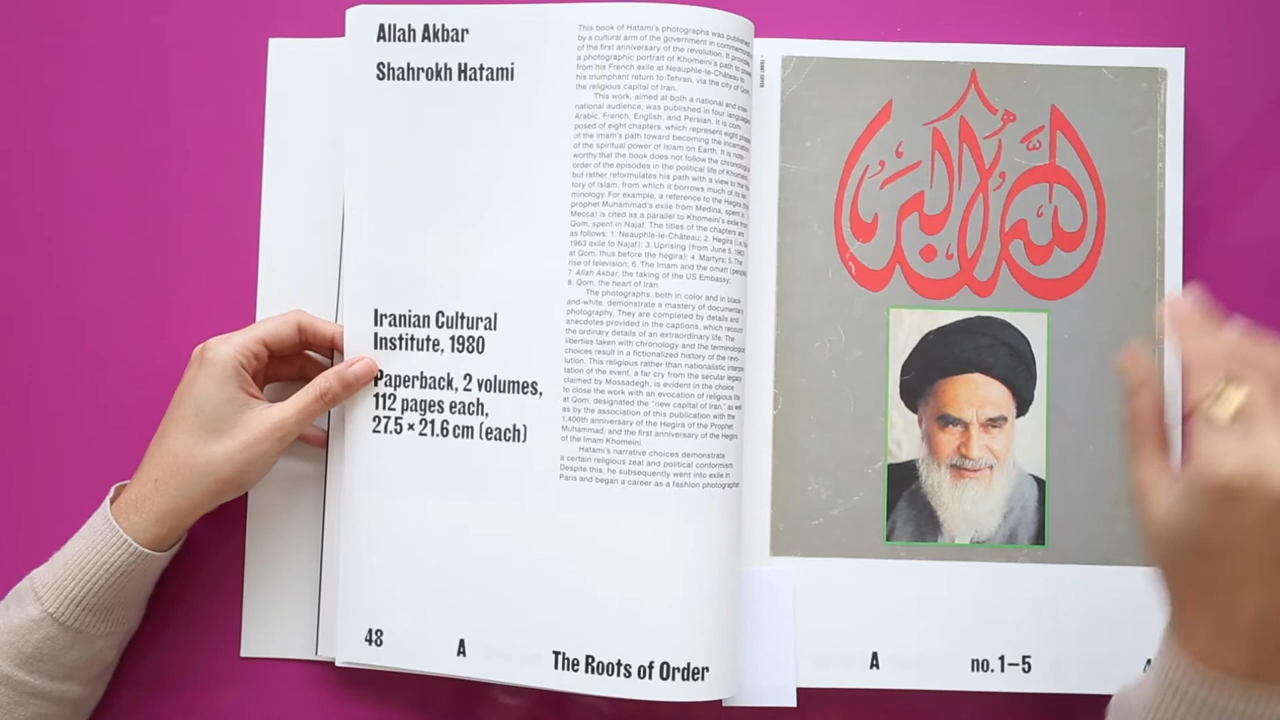 Allah Akbar
Shahrokh Hatami
Iranian Cultural
Institute, 1980
Paperback, 2 volumes,
112 pages each,
27.5 × 21.6 cm (each)
This book of Hatami's photographs was published
by a cultural arm of the government in
of the first anniversary of the revolution. It
a photographic portrait of Khomeini's path to
from his French exile at Neauphle-le-Château to
his triumphant return to Tehran, via the city of Qom,
the religious capital of Iran.
This work, aimed at both a national and
national audience, was published in four
Arabic, French, English, and Persian. It is com-
posed of eight chapters, which represent eight
of the imam's path toward becoming the
of the spiritual power of Islam on Earth. It is
worthy that the book does not follow the
order of the episodes in the political life of
but rather reformulates his path with a view to
tory of Islam, from which it borrows much of its
minology. For example, a reference to the Hegira
prophet Muhammad's exile from Medina, spent in
Mecca) is cited as a parallel to Khomeini's exile from
Qom, spent in Najaf. The titles of the chapters are
as follows: 1. Neauphle-le-Château; 2. Hegira
1963 exile to Najaf); 3. Uprising (from June 5, 1963
at Qom, thus before the hegira); 4. Martyrs; 5. The
rise of television; 6. The Imam and the
7. Allah Akbar, the taking of the US Embassy;
8. Qom, the heart of Iran.
The photographs, both in color and in black-
and-white, demonstrate a mastery of documentary
photography. They are completed by details and
anecdotes provided in the captions, which recount
the ordinary details of an extraordinary life. The
liberties taken with chronology and the terminological
choices result in a fictionalized history of the revo-
lution. This religious rather than nationalistic
tation of the event, a far cry from the secular legacy
claimed by Mossadegh, is evident in the choice
to close the work with an evocation of religious life
at Qom, designated the "new capital of Iran," as well
as by the association of this publication with the
1,400th anniversary of the Hegira of the Prophet
Muhammad, and the first anniversary of the Hegira
of the Imam Khomeini.
Hatami's narrative choices demonstrate
a certain religious zeal and political conformism.
Despite this, he subsequently went into exile in
Paris and began a career as a fashion photographer.
48 A The Roots of Order
الله أكبر
A no. 1–5